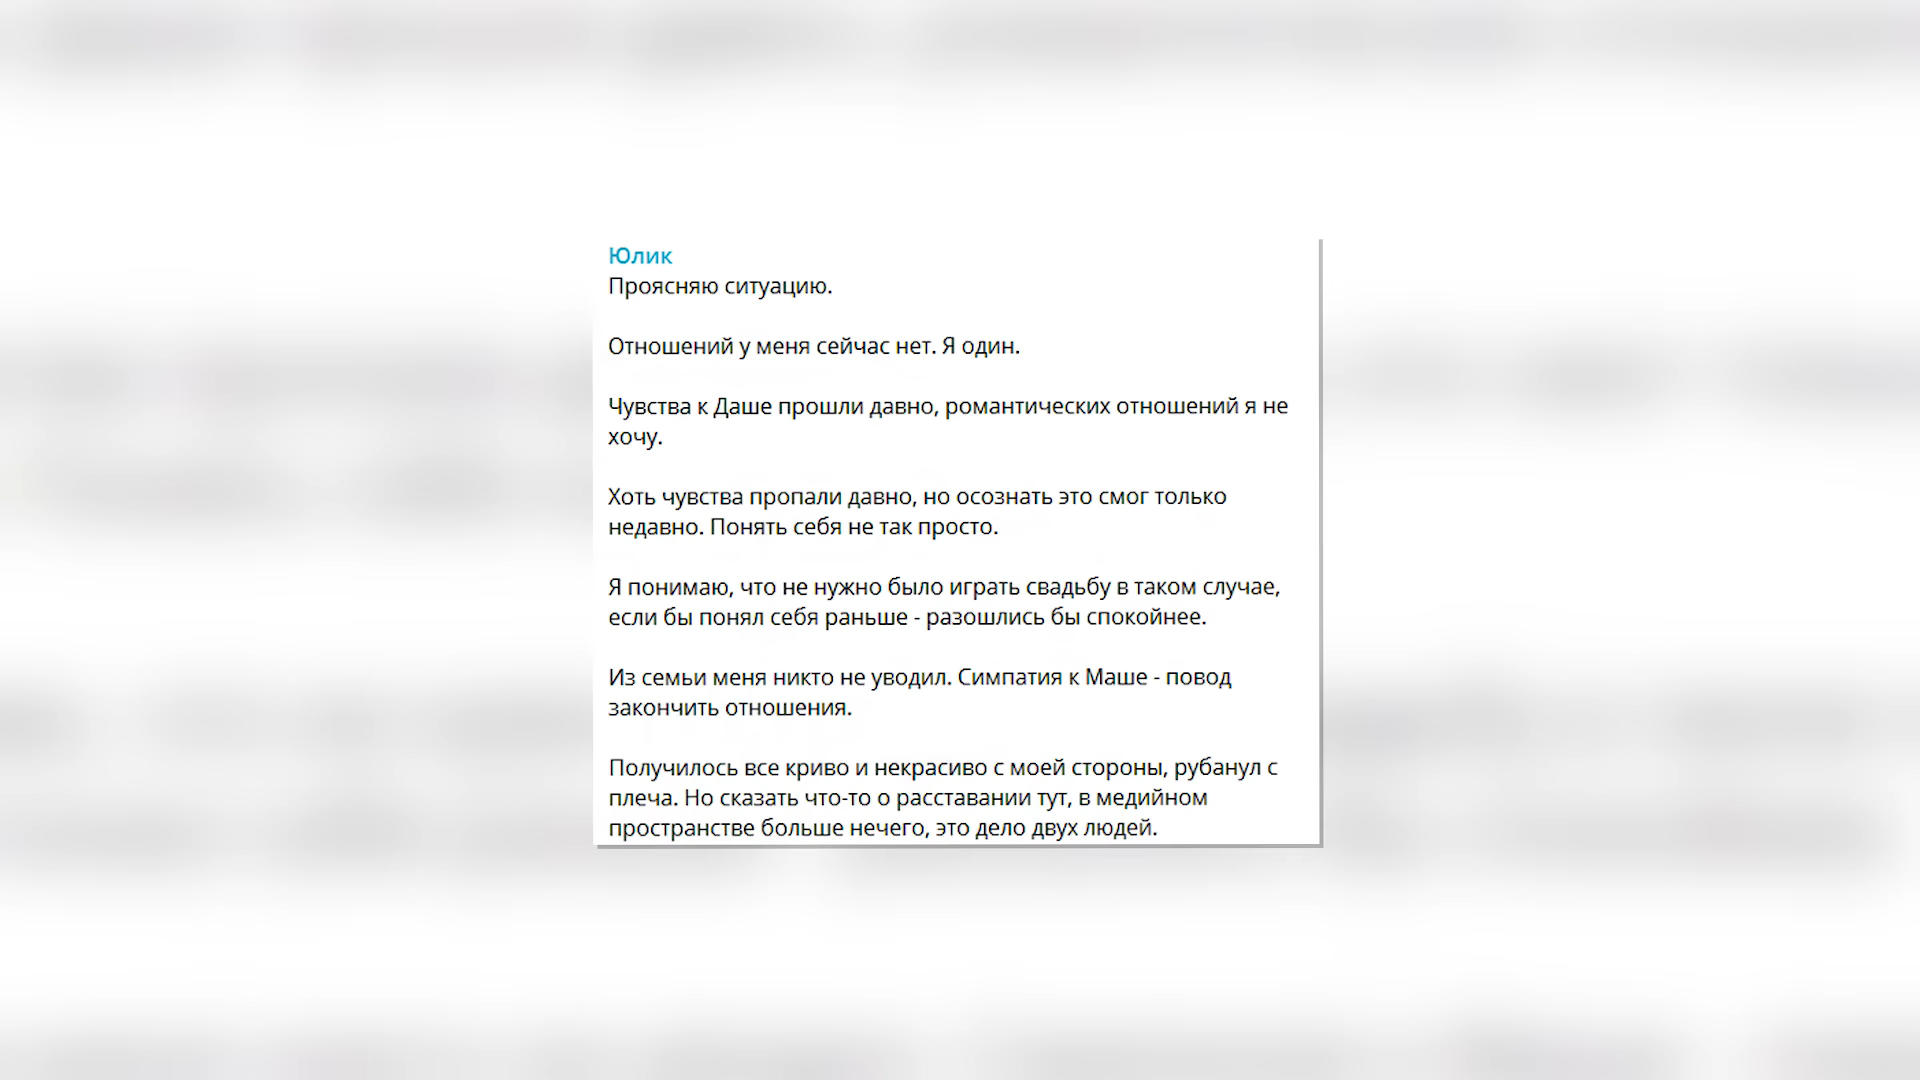 Юлик
Проясняю ситуацию.
Отношений у меня сейчас нет. Я один.
Чувства к Даше прошли давно, романтических отношений я не
хочу.
Хоть чувства пропали давно, но осознать это смог только
недавно. Понять себя не так просто.
Я понимаю, что не нужно было играть свадьбу в таком случае,
если бы понял себя раньше - разошлись бы спокойнее.
Из семьи меня никто не уводил. Симпатия к Маше - повод
закончить отношения.
Получилось все криво и некрасиво с моей стороны, рубанул с
плеча. Но сказать что-то о расставании тут, в медийном
пространстве больше нечего, это дело двух людей.